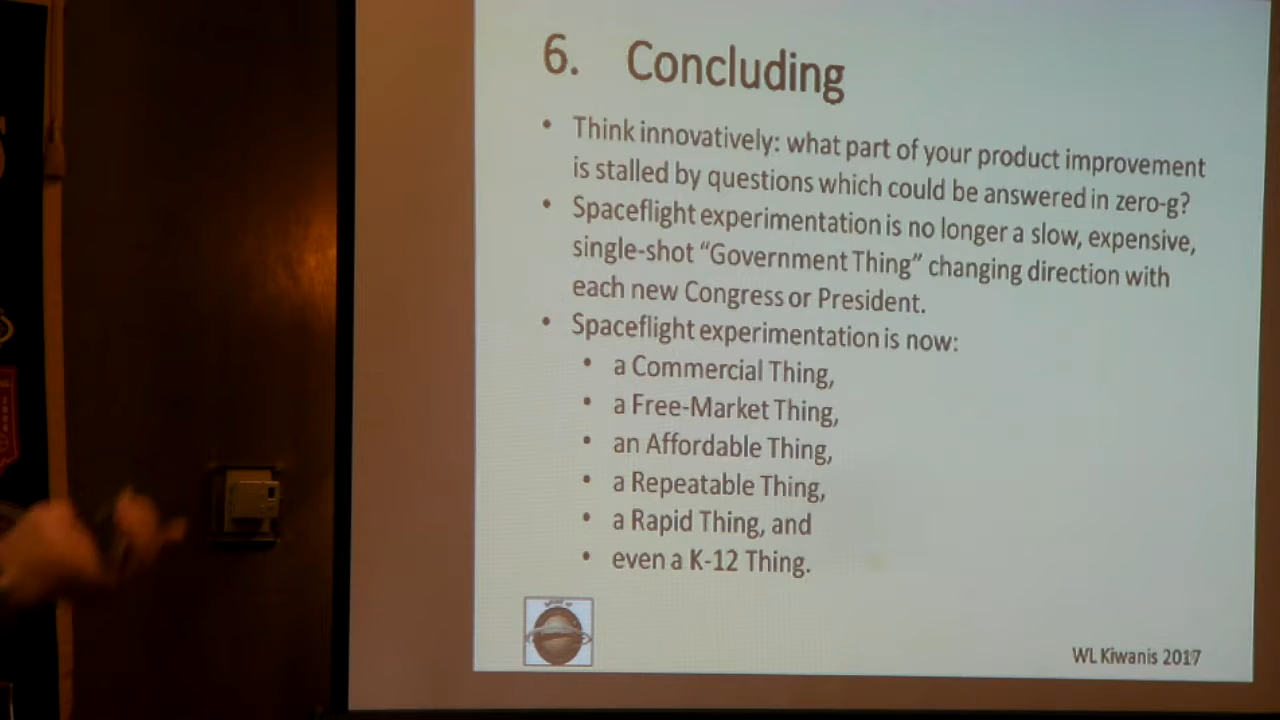 6. Concluding
• Think innovatively: what part of your product improvement
is stalled by questions which could be answered in zero-g?
• Spaceflight experimentation is no longer a slow, expensive,
single-shot “Government Thing” changing direction with
each new Congress or President.
• Spaceflight experimentation is now:
• a Commercial Thing,
• a Free-Market Thing,
• an Affordable Thing,
• a Repeatable Thing,
• a Rapid Thing, and
• even a K-12 Thing.
WL Kiwanis 2017